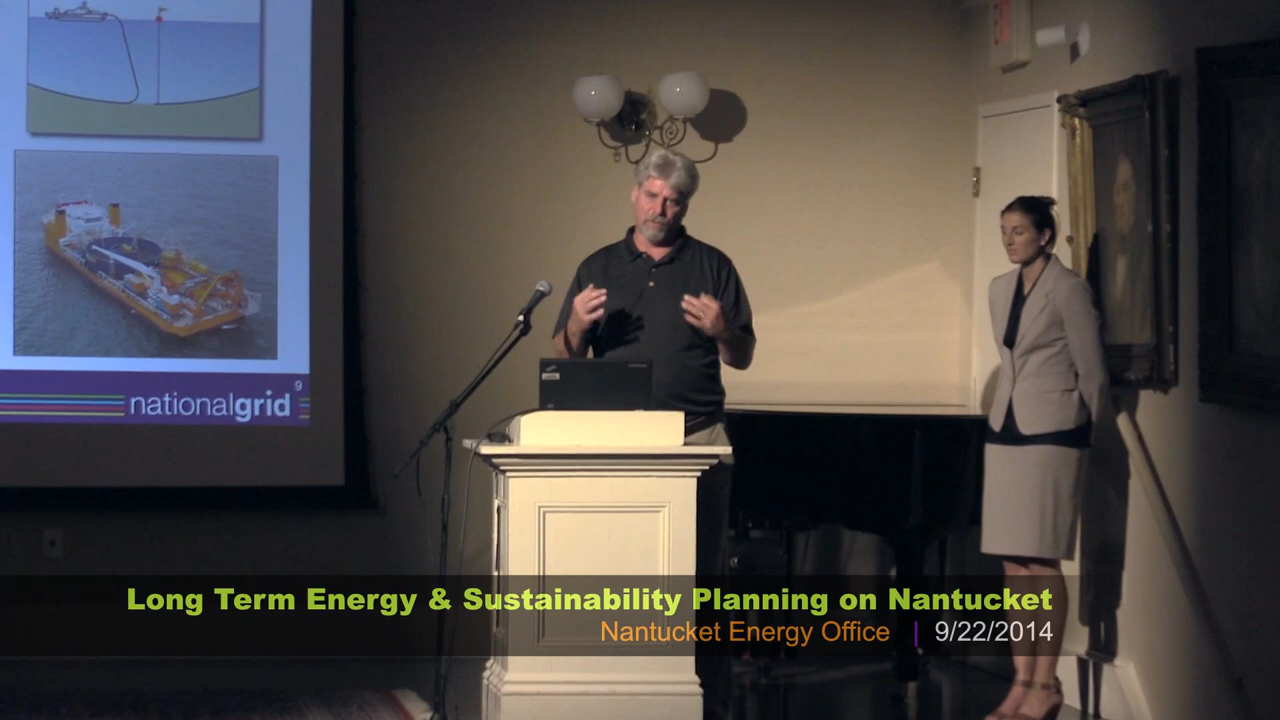 9
nationalgrid
Long Term Energy & Sustainability Planning on Nantucket
Nantucket Energy Office | 9/22/2014